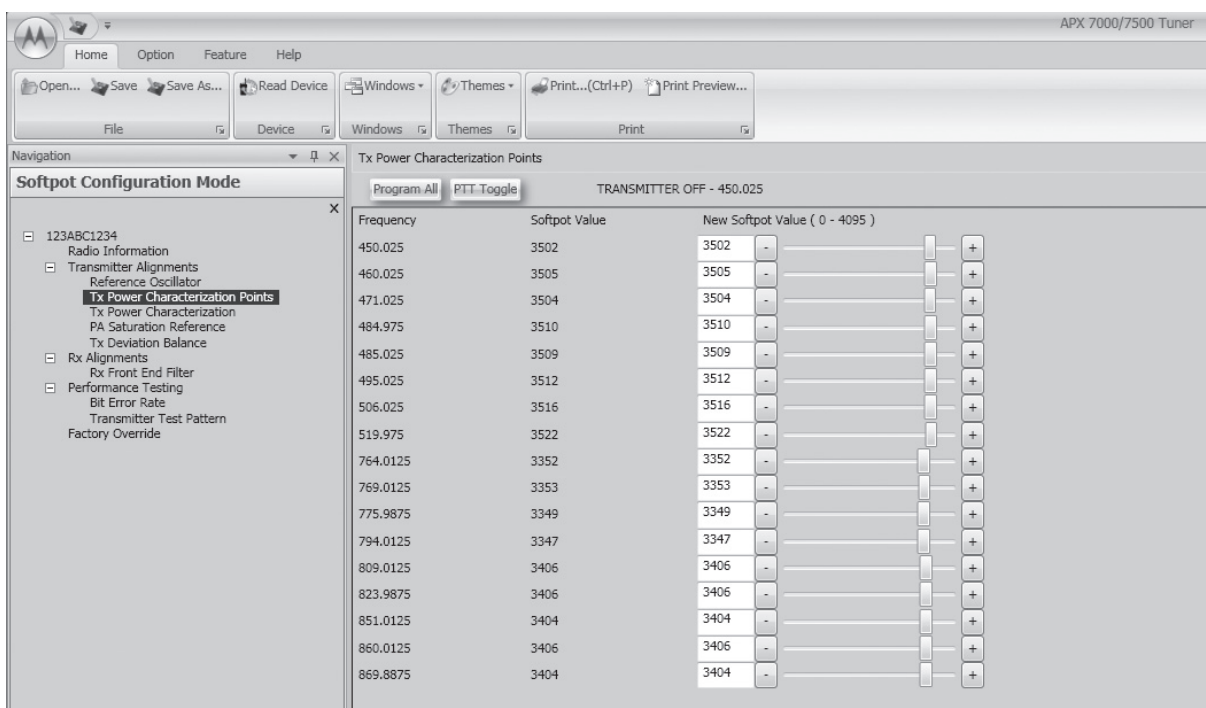 APX 7000/7500 Tuner
Home Option Feature Help
Open... Save Save As... Read Device Windows Themes Print...(Ctrl+P) Print Preview...
File Device Windows Themes Print
Navigation
Softpot Configuration Mode
123ABC1234
Radio Information
Transmitter Alignments
Reference Oscillator
Tx Power Characterization Points
Tx Power Characterization
PA Saturation Reference
Tx Deviation Balance
Rx Alignments
Rx Front End Filter
Performance Testing
Bit Error Rate
Transmitter Test Pattern
Factory Override
Tx Power Characterization Points
Program All PTT Toggle TRANSMITTER OFF - 450.025
Frequency Softpot Value New Softpot Value ( 0 - 4095 )
450.025 3502 3502 - +
460.025 3505 3505 - +
471.025 3504 3504 - +
484.975 3510 3510 - +
485.025 3509 3509 - +
495.025 3512 3512 - +
506.025 3516 3516 - +
519.975 3522 3522 - +
764.0125 3352 3352 - +
769.0125 3353 3353 - +
775.9875 3349 3349 - +
794.0125 3347 3347 - +
809.0125 3406 3406 - +
823.9875 3406 3406 - +
851.0125 3404 3404 - +
860.0125 3406 3406 - +
869.8875 3404 3404 - +